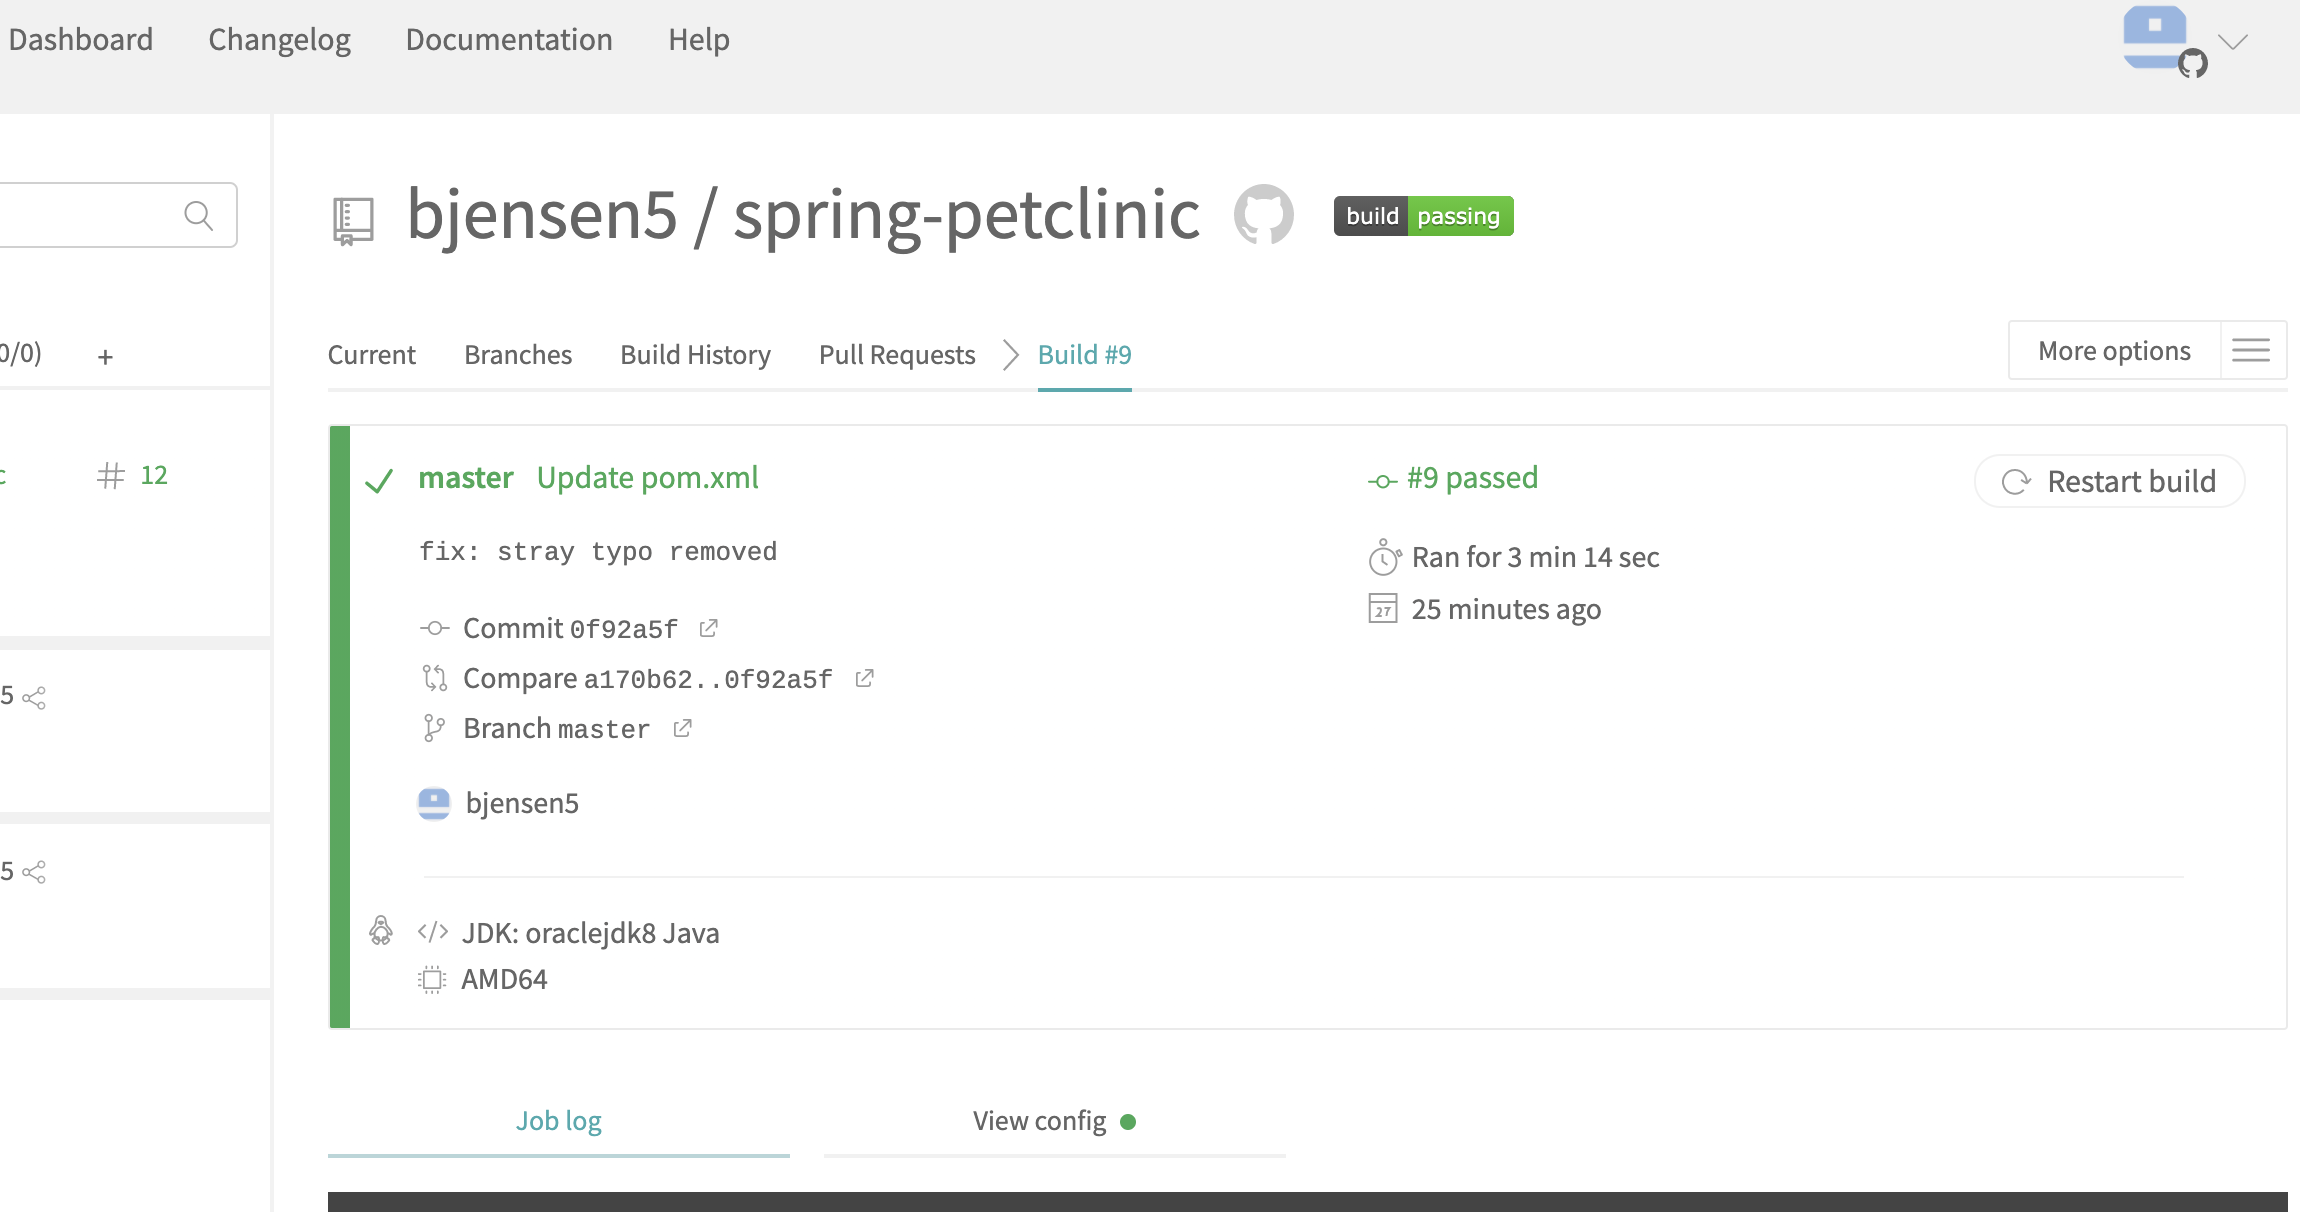 Dashboard Changelog Documentation Help
bjensen5 / spring-petclinic build passing
0/0) +
Current Branches Build History Pull Requests Build #9 More options
c # 12
master Update pom.xml #9 passed Restart build
fix: stray typo removed
Ran for 3 min 14 sec
27 25 minutes ago
Commit 0f92a5f
Compare a170b62..0f92a5f
5
Branch master
bjensen5
5
</> JDK: oraclejdk8 Java
AMD64
Job log View config